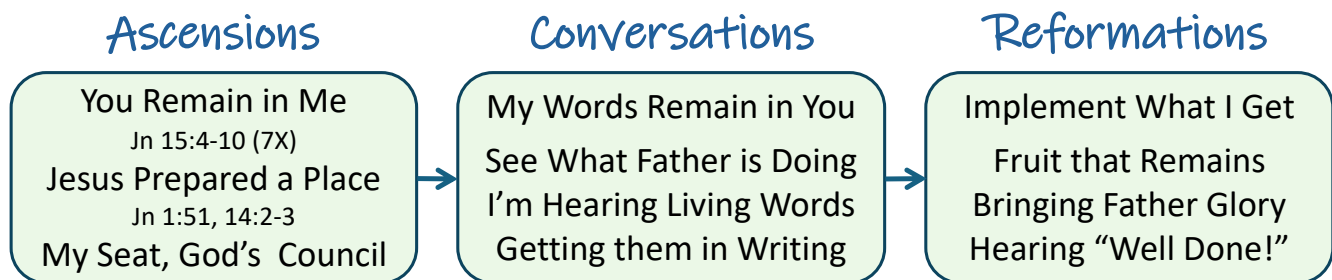 Ascensions
You Remain in Me
Jn 15:4-10 (7X)
Jesus Prepared a Place
Jn 1:51, 14:2-3
My Seat, God's  Council
Conversations
My Words Remain in You
See What Father is Doing
I'm Hearing Living Words
Getting them in Writing
Reformations
Implement What I Get
Fruit that Remains
Bringing Father Glory
Hearing “Well Done!”